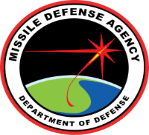 MISSILE DEFENSE AGENCY
DEPARTMENT OF DEFENSE